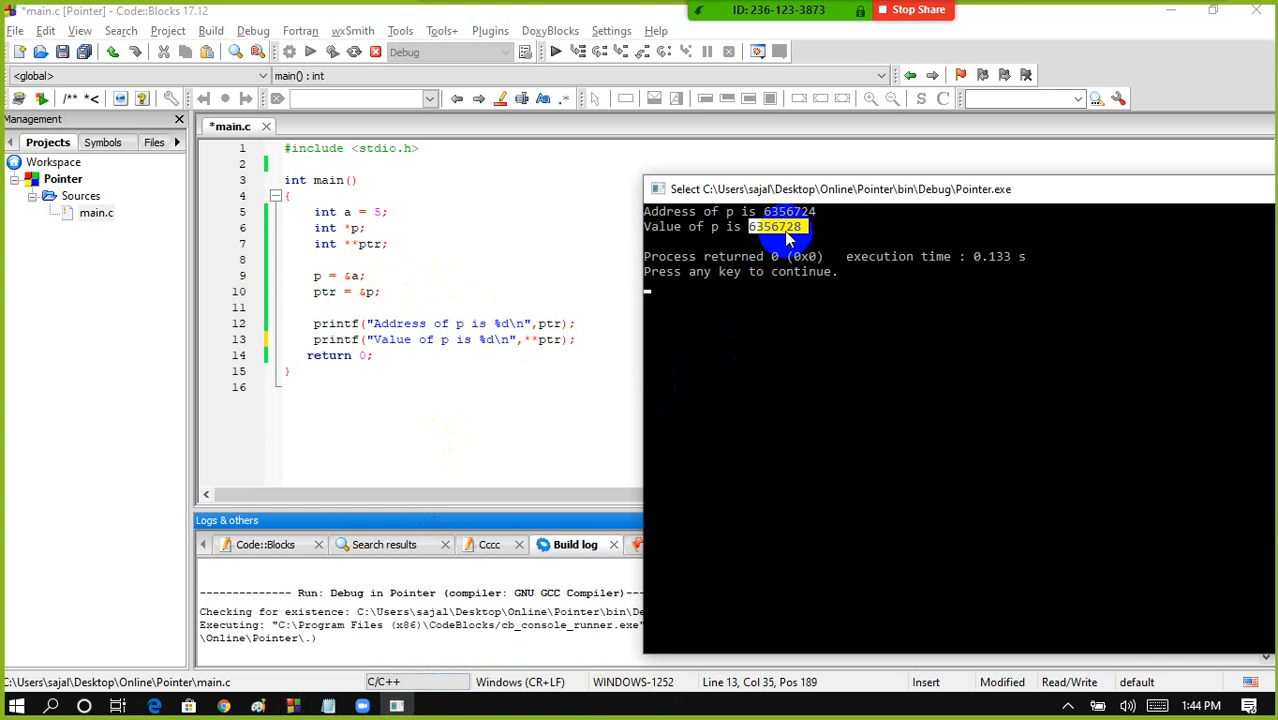 *main.c [Pointer] - Code::Blocks 17.12
ID: 236-123-3873
Stop Share
File Edit View Search Project Build Debug Fortran wxSmith Tools Tools+ Plugins DoxyBlocks Settings Help
Debug
<global>
main() : int
/** *<
S C
Management
Projects Symbols Files
*main.c
Workspace
Pointer
Sources
main.c
1 #include <stdio.h>
2
3 int main()
4 {
5 int a = 5;
6 int *p;
7 int **ptr;
8
9 p = &a;
10 ptr = &p;
11
12 printf("Address of p is %d\n",ptr);
13 printf("Value of p is %d\n",**ptr);
14 return 0;
15 }
16
Select C:\Users\sajal\Desktop\Online\Pointer\bin\Debug\Pointer.exe
Address of p is 6356724
Value of p is 6356728
Process returned 0 (0x0) execution time : 0.133 s
Press any key to continue.
Logs & others
Code::Blocks Search results Cccc Build log
-------------- Run: Debug in Pointer (compiler: GNU GCC Compiler)---
Checking for existence: C:\Users\sajal\Desktop\Online\Pointer\bin\De
Executing: "C:\Program Files (x86)\CodeBlocks/cb_console_runner.exe"
\Online\Pointer\.)
C:\Users\sajal\Desktop\Online\Pointer\main.c C/C++ Windows (CR+LF) WINDOWS-1252 Line 13, Col 35, Pos 189 Insert Modified Read/Write default
1:44 PM